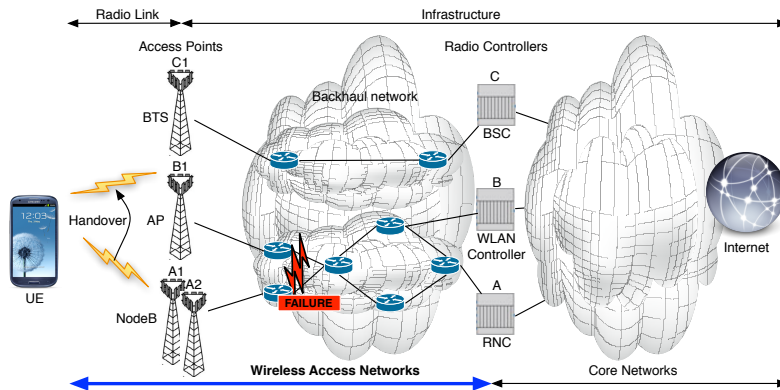 Radio Link
Infrastructure
Access Points
Radio Controllers
C1
C
Backhaul network
BTS
BSC
B1
B
12:03
Handover
AP
WLAN
Controller
Internet
A1
A2
A
UE
NodeB
FAILURE
RNC
Wireless Access Networks
Core Networks